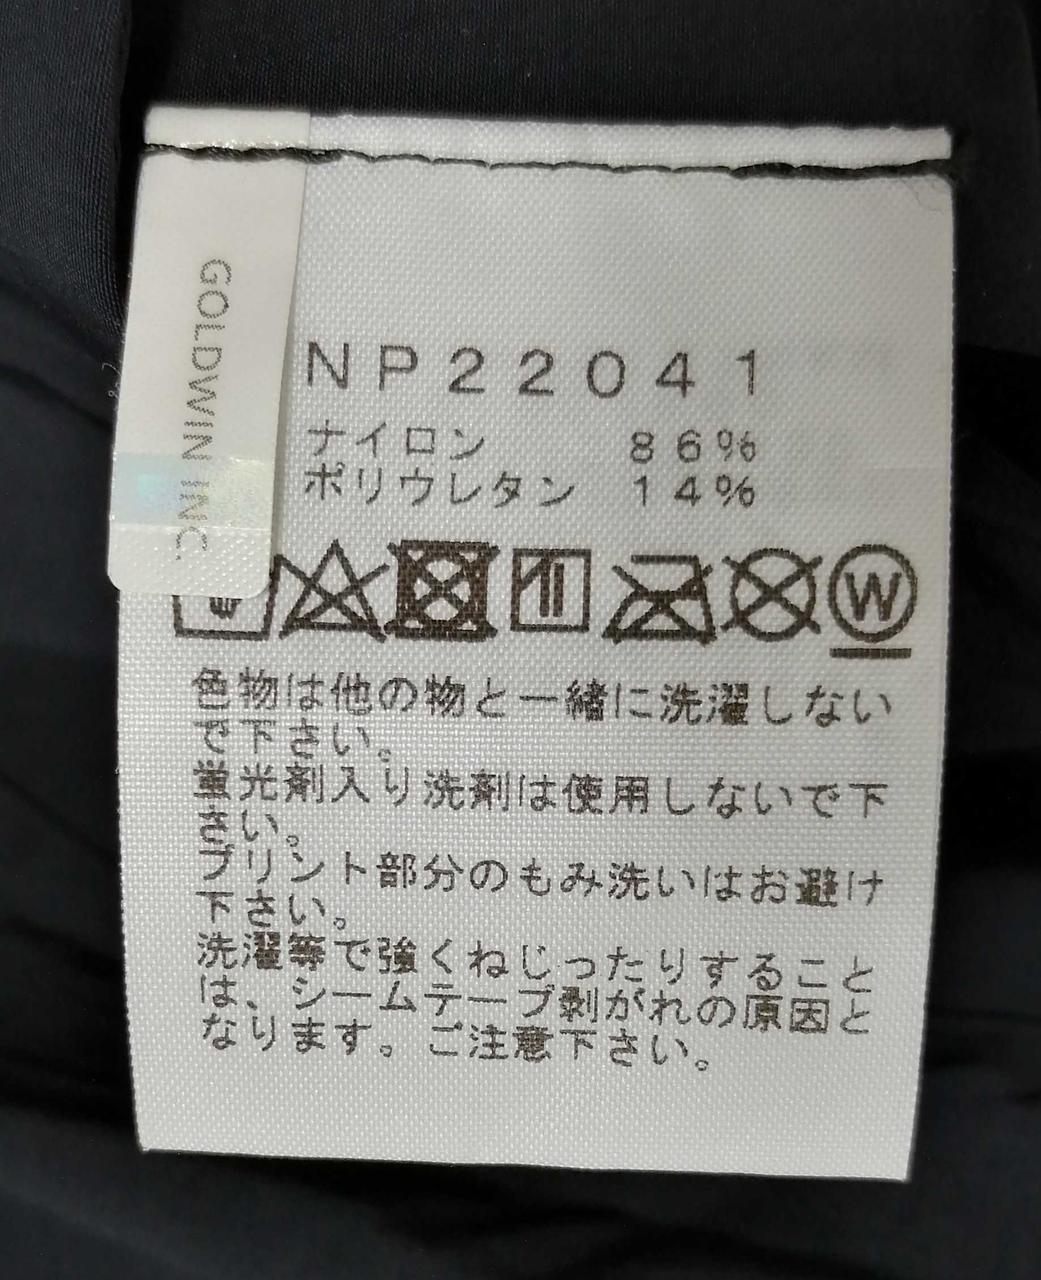 GOLDWIN INC.
NP22041
ナイロン 86%
ポリウレタン 14%
W
色物は他の物と一緒に洗濯しない
で下さい。
蛍光剤入り洗剤は使用しないで下
さい。
プリント部分のもみ洗いはお避け
下さい。
洗濯等で強くねじったりすること
は、シームテープ剥がれの原因と
なります。ご注意下さい。